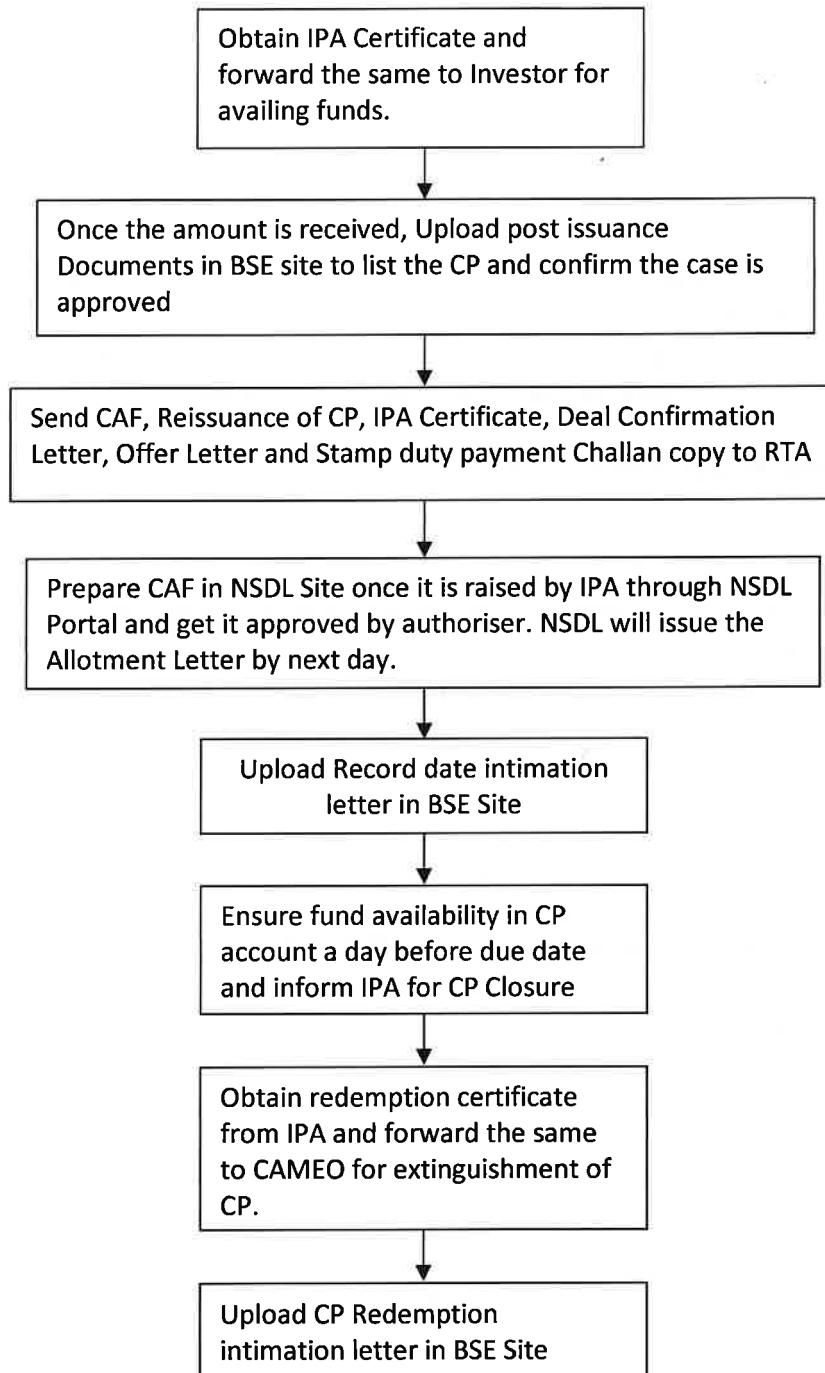 Obtain IPA Certificate and
forward the same to Investor for
availing funds.
Once the amount is received, Upload post issuance
Documents in BSE site to list the CP and confirm the case is
approved
Send CAF, Reissuance of CP, IPA Certificate, Deal Confirmation
Letter, Offer Letter and Stamp duty payment Challan copy to RTA
Prepare CAF in NSDL Site once it is raised by IPA through NSDL
Portal and get it approved by authoriser. NSDL will issue the
Allotment Letter by next day.
Upload Record date intimation
letter in BSE Site
Ensure fund availability in CP
account a day before due date
and inform IPA for CP Closure
Obtain redemption certificate
from IPA and forward the same
to CAMEO for extinguishment of
CP.
Upload CP Redemption
intimation letter in BSE Site